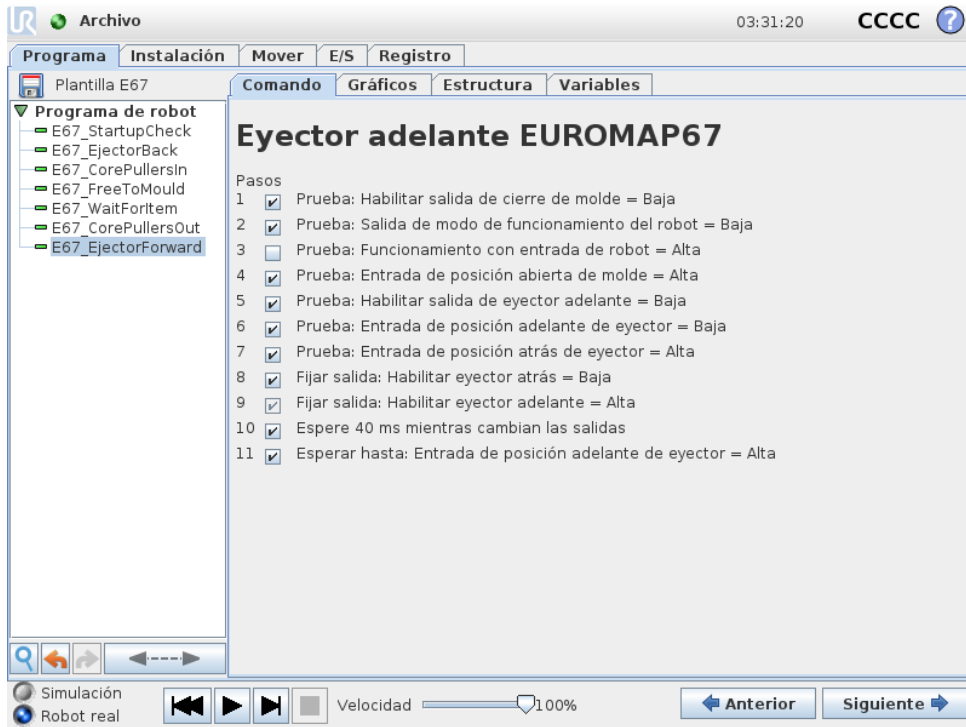 UR Archivo 03:31:20 CCCC ?
Programa Instalación Mover E/S Registro
Plantilla E67
Comando Gráficos Estructura Variables
Programa de robot
E67_StartupCheck
E67_EjectorBack
E67_CorePullersIn
E67_FreeToMould
E67_WaitForItem
E67_CorePullersOut
E67_EjectorForward
Eyector adelante EUROMAP67
Pasos
1 Prueba: Habilitar salida de cierre de molde = Baja
2 Prueba: Salida de modo de funcionamiento del robot = Baja
3 Prueba: Funcionamiento con entrada de robot = Alta
4 Prueba: Entrada de posición abierta de molde = Alta
5 Prueba: Habilitar salida de eyector adelante = Baja
6 Prueba: Entrada de posición adelante de eyector = Baja
7 Prueba: Entrada de posición atrás de eyector = Alta
8 Fijar salida: Habilitar eyector atrás = Baja
9 Fijar salida: Habilitar eyector adelante = Alta
10 Espere 40 ms mientras cambian las salidas
11 Esperar hasta: Entrada de posición adelante de eyector = Alta
Simulación
Robot real
Velocidad 100%
Anterior Siguiente